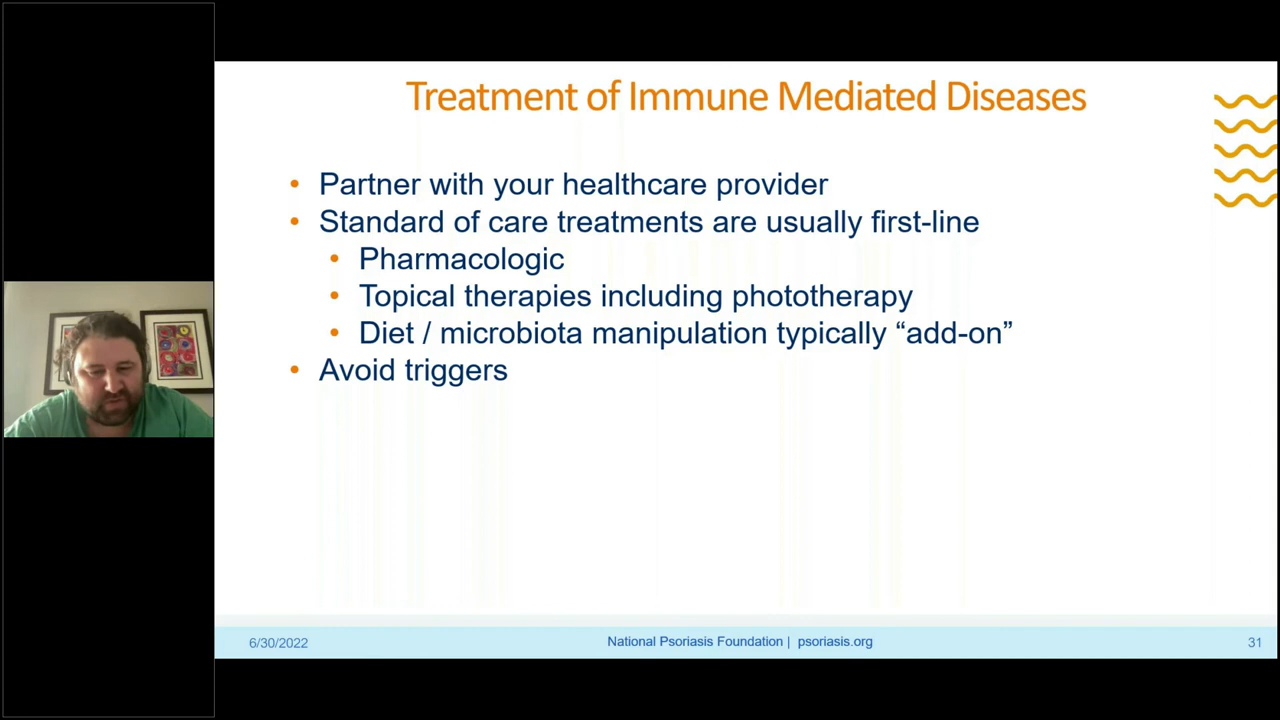 Treatment of Immune Mediated Diseases
• Partner with your healthcare provider
• Standard of care treatments are usually first-line
• Pharmacologic
• Topical therapies including phototherapy
• Diet / microbiota manipulation typically “add-on”
• Avoid triggers
6/30/2022
National Psoriasis Foundation | psoriasis.org
31